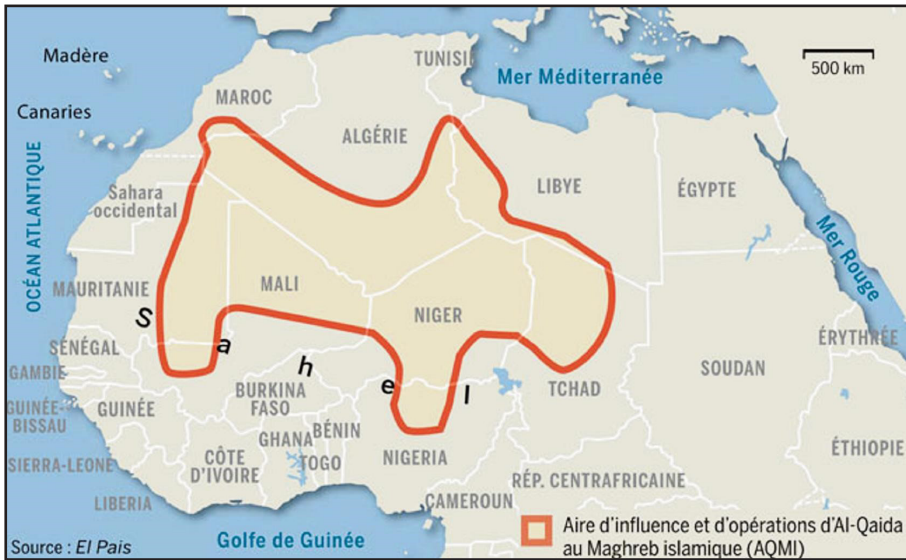 Madère
TUNISIE
Mer Méditerranée
500 km
Canaries
MAROC
ALGÉRIE
LIBYE
ÉGYPTE
OCÉAN ATLANTIQUE
Sahara
occidental
Mer Rouge
MAURITANIE
MALI
NIGER
S a h e l
SÉNÉGAL
GAMBIE
GUINÉE-
BISSAU
GUINÉE
BURKINA
FASO
TCHAD
SOUDAN
ÉRYTHRÉE
SIERRA-LEONE
CÔTE
D'IVOIRE
GHANA
BÉNIN
TOGO
NIGERIA
ÉTHIOPIE
LIBERIA
CAMEROUN
RÉP. CENTRAFRICAINE
Golfe de Guinée
Source : El Pais
Aire d'influence et d'opérations d'Al-Qaida
au Maghreb islamique (AQMI)